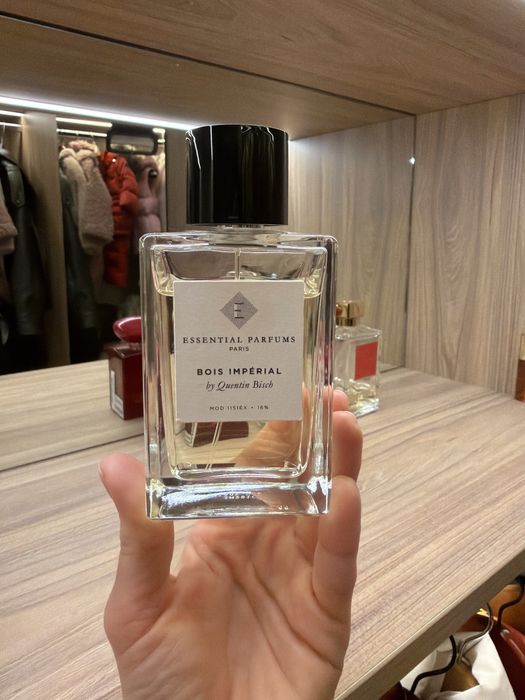 E
ESSENTIAL PARFUMS
PARIS
BOIS IMPÉRIAL
by Quentin Bisch
MOD 1151EX • 16%